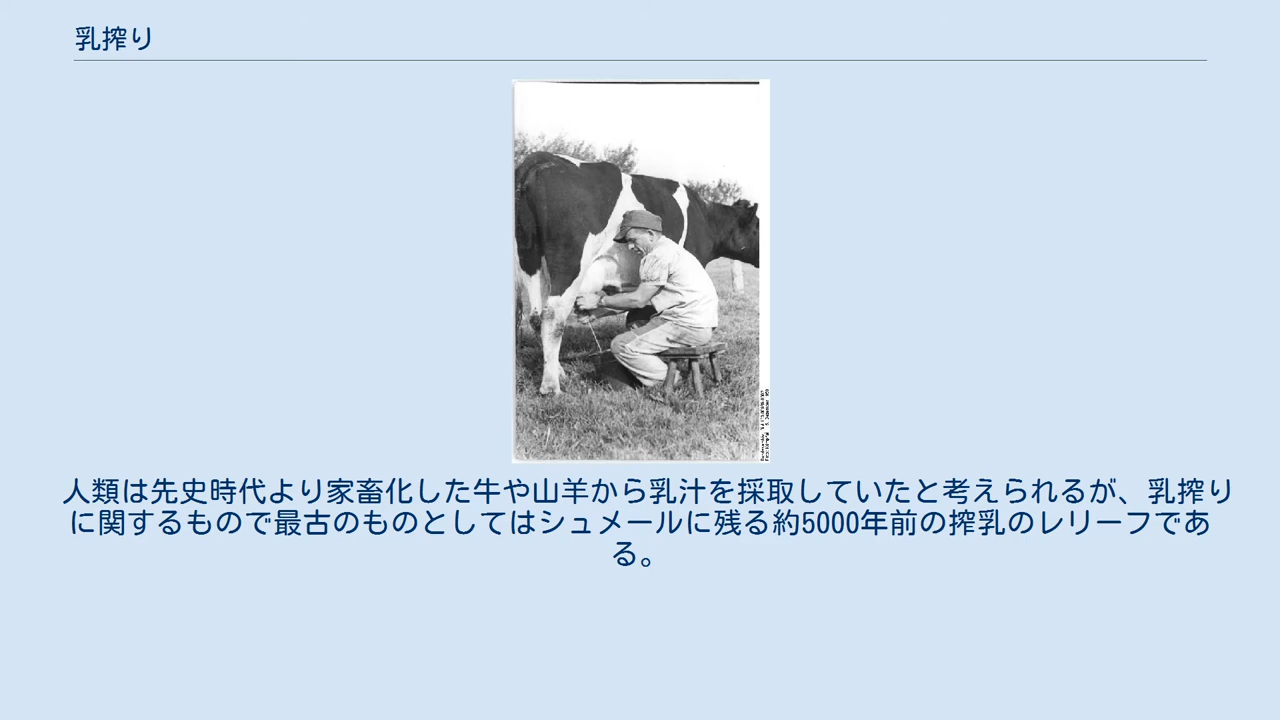 乳搾り
人類は先史時代より家畜化した牛や山羊から乳汁を採取していたと考えられるが、乳搾り
に関するもので最古のものとしてはシュメールに残る約5000年前の搾乳のレリーフであ
る。